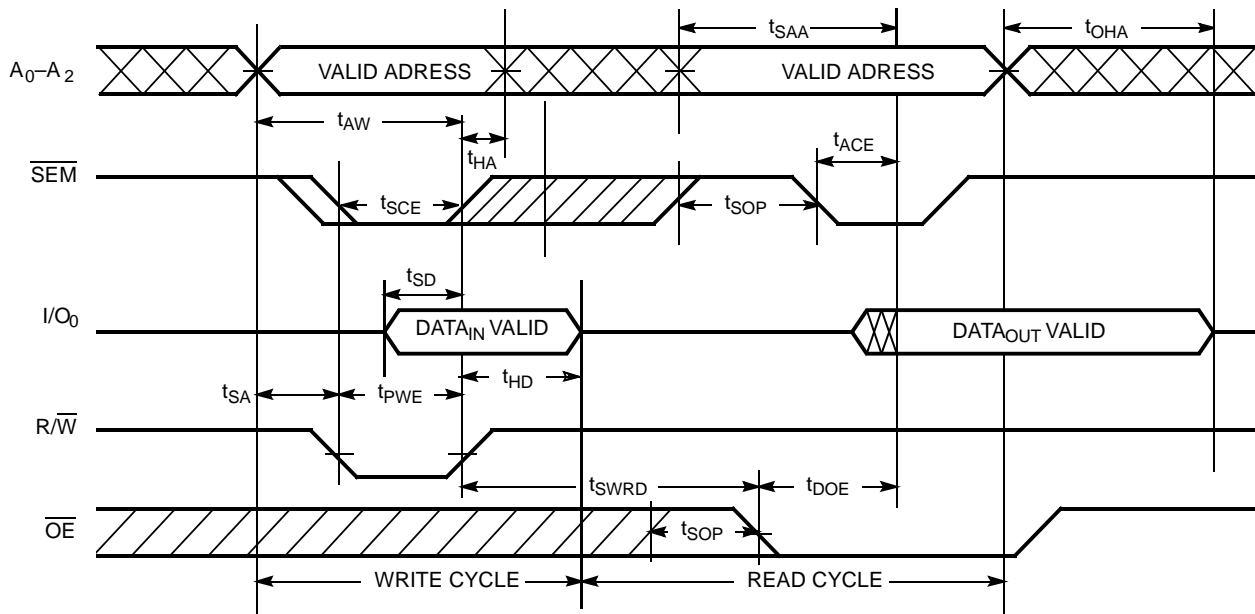 tSAA
tOHA
A0–A2
VALID ADRESS
VALID ADRESS
tAW
tHA
tACE
SEM
tSCE
tSOP
tSD
I/O0
DATAIN VALID
DATAOUT VALID
tHD
tSA
tPWE
R/W
tSWRD
tDOE
OE
tSOP
WRITE CYCLE
READ CYCLE